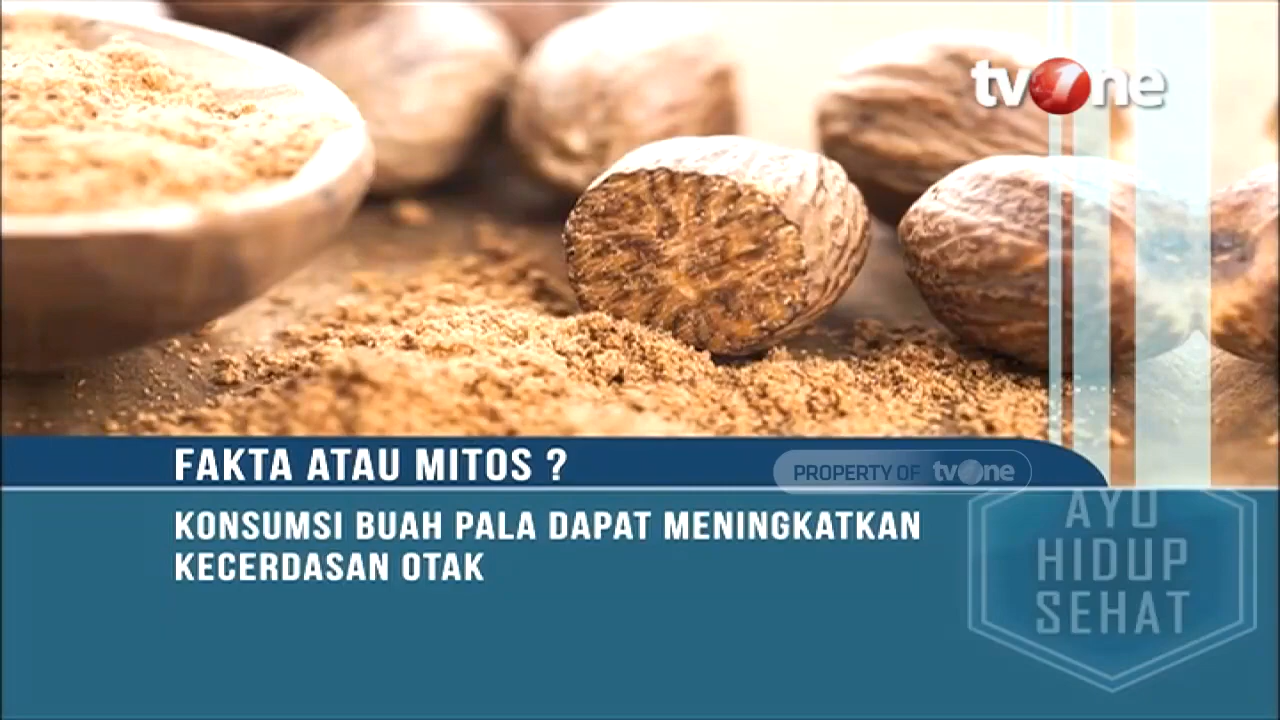 tvOne
FAKTA ATAU MITOS ?
PROPERTY OF tvOne
KONSUMSI BUAH PALA DAPAT MENINGKATKAN
KECERDASAN OTAK
AYO
HIDUP
SEHAT